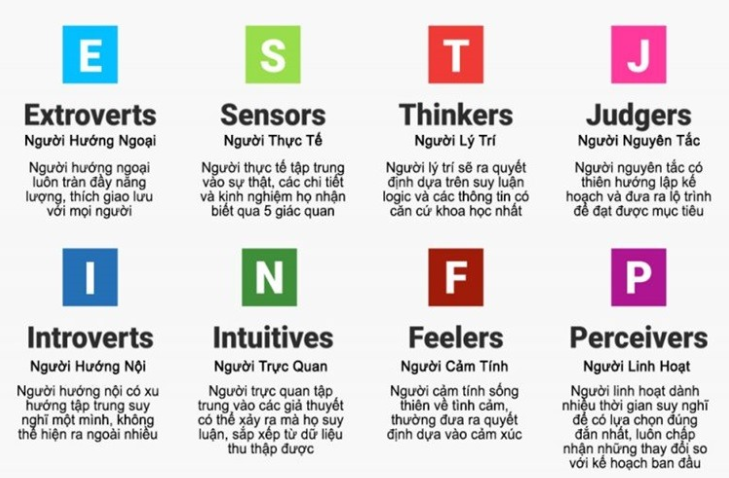 E
Extroverts
Người Hướng Ngoại
Người hướng ngoại
luôn tràn đầy năng
lượng, thích giao lưu
với mọi người
S
Sensors
Người Thực Tế
Người thực tế tập trung
vào sự thật, các chi tiết
và kinh nghiệm họ nhận
biết qua 5 giác quan
T
Thinkers
Người Lý Trí
Người lý trí sẽ ra quyết
định dựa trên suy luận
logic và các thông tin có
căn cứ khoa học nhất
J
Judgers
Người Nguyên Tắc
Người nguyên tắc có
thiên hướng lập kế
hoạch và đưa ra lộ trình
để đạt được mục tiêu
I
Introverts
Người Hướng Nội
Người hướng nội có xu
hướng tập trung suy
nghĩ một mình, không
thể hiện ra ngoài nhiều
N
Intuitives
Người Trực Quan
Người trực quan tập
trung vào các giả thuyết
có thể xảy ra mà họ suy
luận, sắp xếp từ dữ liệu
thu thập được
F
Feelers
Người Cảm Tính
Người cảm tính sống
thiên về tình cảm,
thường đưa ra quyết
định dựa vào cảm xúc
P
Perceivers
Người Linh Hoạt
Người linh hoạt dành
nhiều thời gian suy nghĩ
để có lựa chọn đúng
đắn nhất, luôn chấp
nhận những thay đổi so
với kế hoạch ban đầu